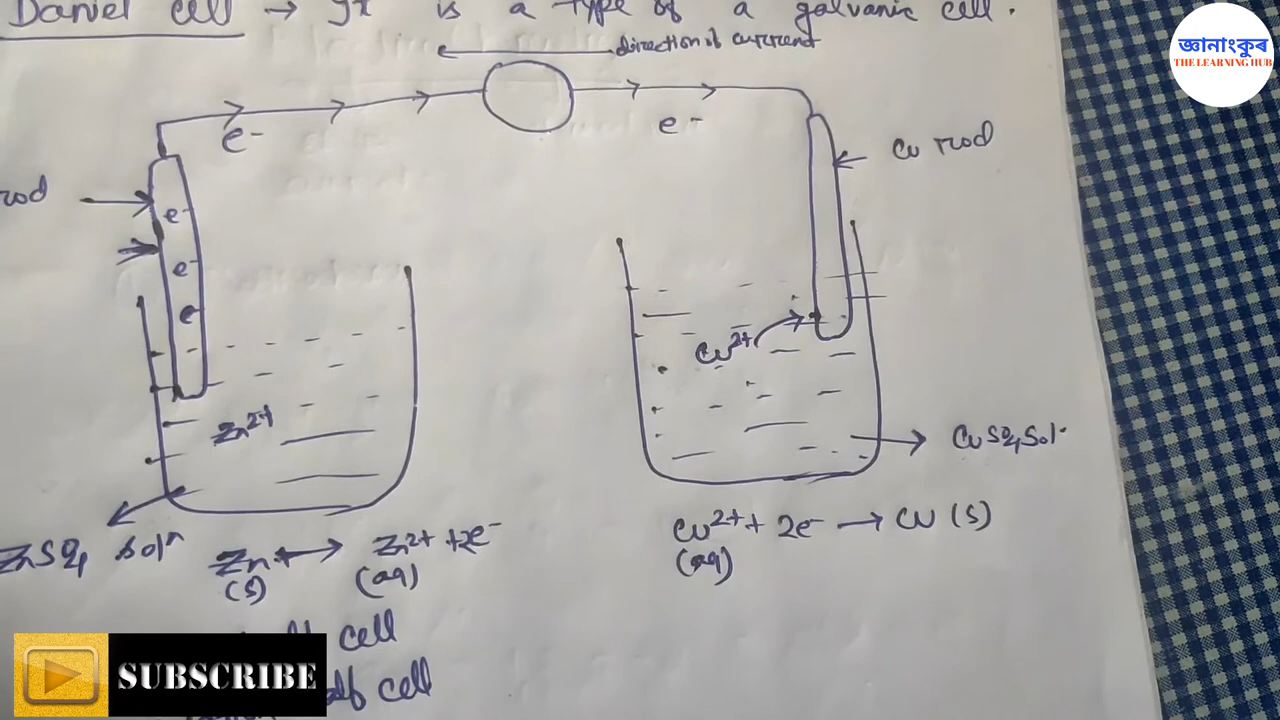 Daniel cell → It is a type of a galvanic cell.
direction of current
জ্ঞানাংকুৰ
THE LEARNING HUB
e-
e-
Cu rod
rod
e-
e-
e-
Cu2+
Zn2+
CuSO4 Sol.
ZnSO4 soln
Zn → Zn2+ + 2e-
(s) (aq)
Cu2+ + 2e- → Cu (s)
(aq)
cell
half cell
SUBSCRIBE